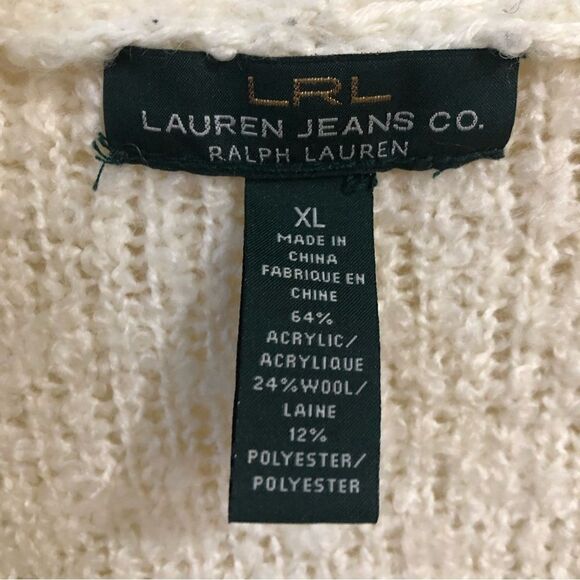 LRL
LAUREN JEANS CO.
RALPH LAUREN
XL
MADE IN
CHINA
FABRIQUE EN
CHINE
64%
ACRYLIC/
ACRYLIQUE
24% WOOL/
LAINE
12%
POLYESTER/
POLYESTER